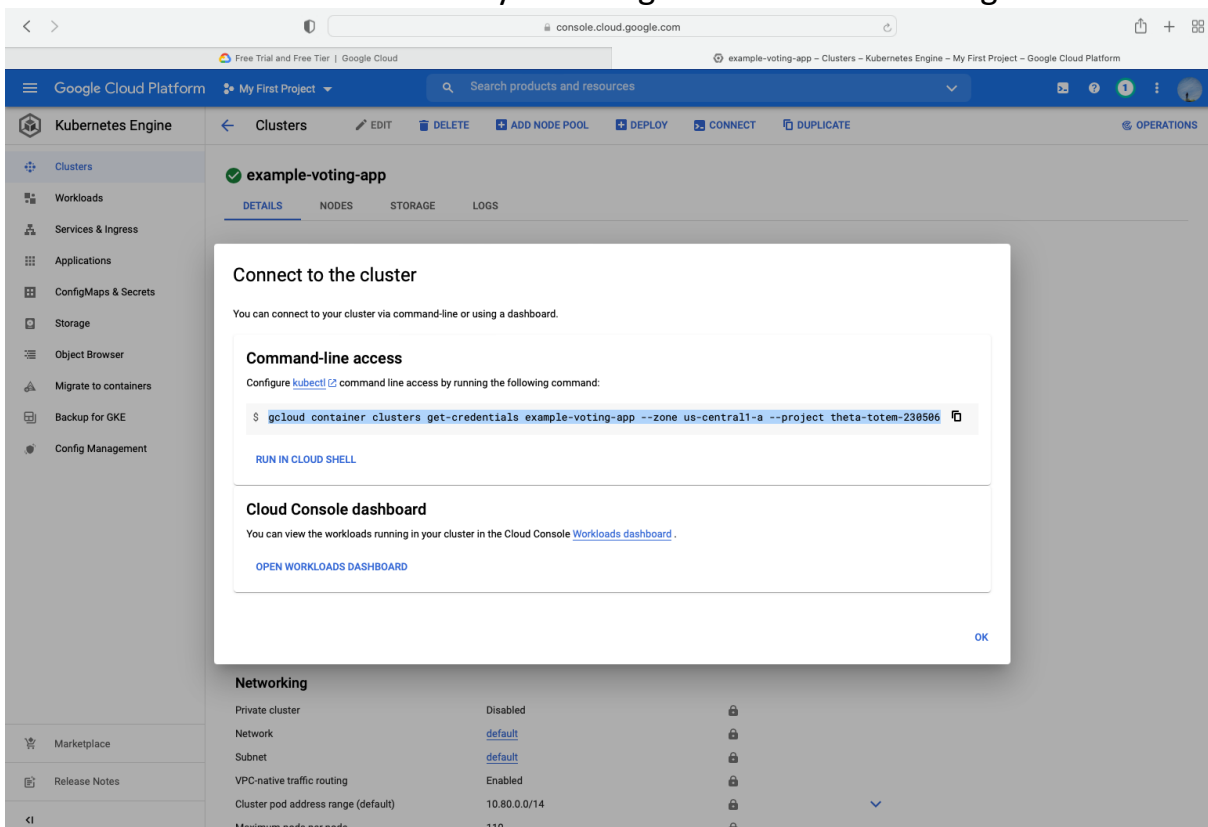 console.cloud.google.com
Free Trial and Free Tier | Google Cloud
example-voting-app – Clusters – Kubernetes Engine – My First Project – Google Cloud Platform
Google Cloud Platform
My First Project
Search products and resources
1
Kubernetes Engine
Clusters
EDIT
DELETE
ADD NODE POOL
DEPLOY
CONNECT
DUPLICATE
OPERATIONS
Clusters
Workloads
Services & Ingress
Applications
ConfigMaps & Secrets
Storage
Object Browser
Migrate to containers
Backup for GKE
Config Management
Marketplace
Release Notes
example-voting-app
DETAILS NODES STORAGE LOGS
Connect to the cluster
You can connect to your cluster via command-line or using a dashboard.
Command-line access
Configure kubectl command line access by running the following command:
$ gcloud container clusters get-credentials example-voting-app --zone us-central1-a --project theta-totem-230506
RUN IN CLOUD SHELL
Cloud Console dashboard
You can view the workloads running in your cluster in the Cloud Console Workloads dashboard .
OPEN WORKLOADS DASHBOARD
OK
Networking
Private cluster Disabled
Network default
Subnet default
VPC-native traffic routing Enabled
Cluster pod address range (default) 10.80.0.0/14
Maximum pods per node 110